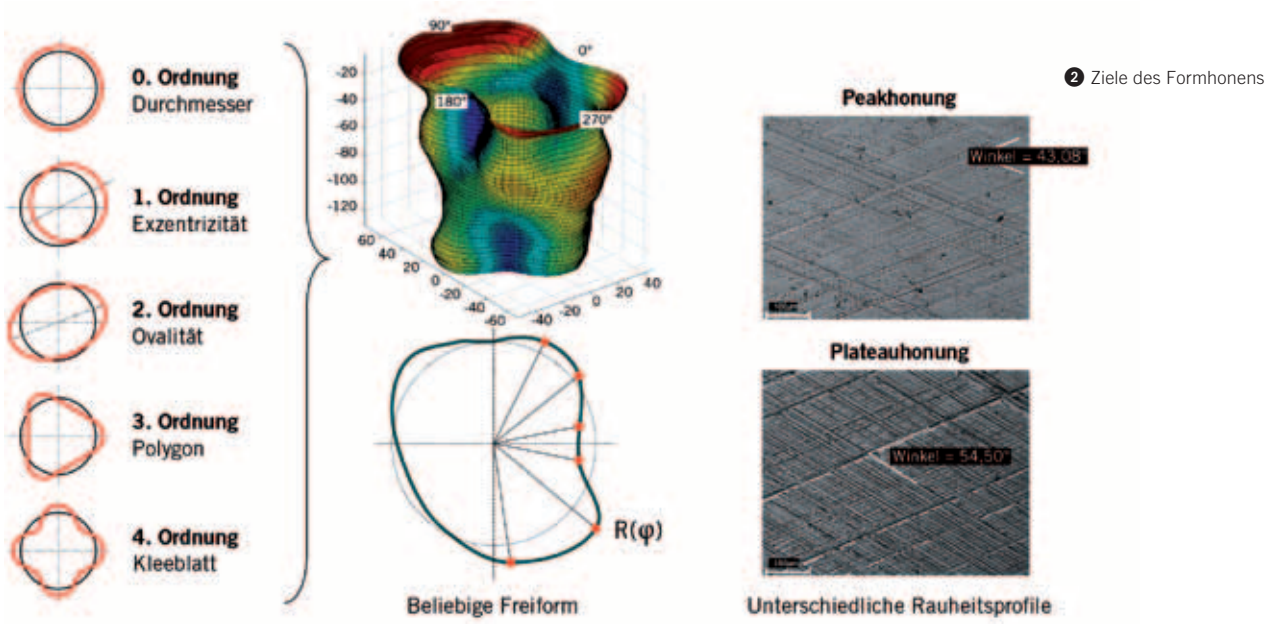 0. Ordnung
Durchmesser
1. Ordnung
Exzentrizität
2. Ordnung
Ovalität
3. Ordnung
Polygon
4. Ordnung
Kleeblatt
90°
0°
180°
270°
-20
-40
-60
-80
-100
-120
60
40
20
0
-20
-40
-60
-40
-20
0
20
40
R(φ)
Beliebige Freiform
Peakhonung
Winkel = 43,08°
Plateauhonung
Winkel = 54,50°
Unterschiedliche Rauheitsprofile
2 Ziele des Formhonens